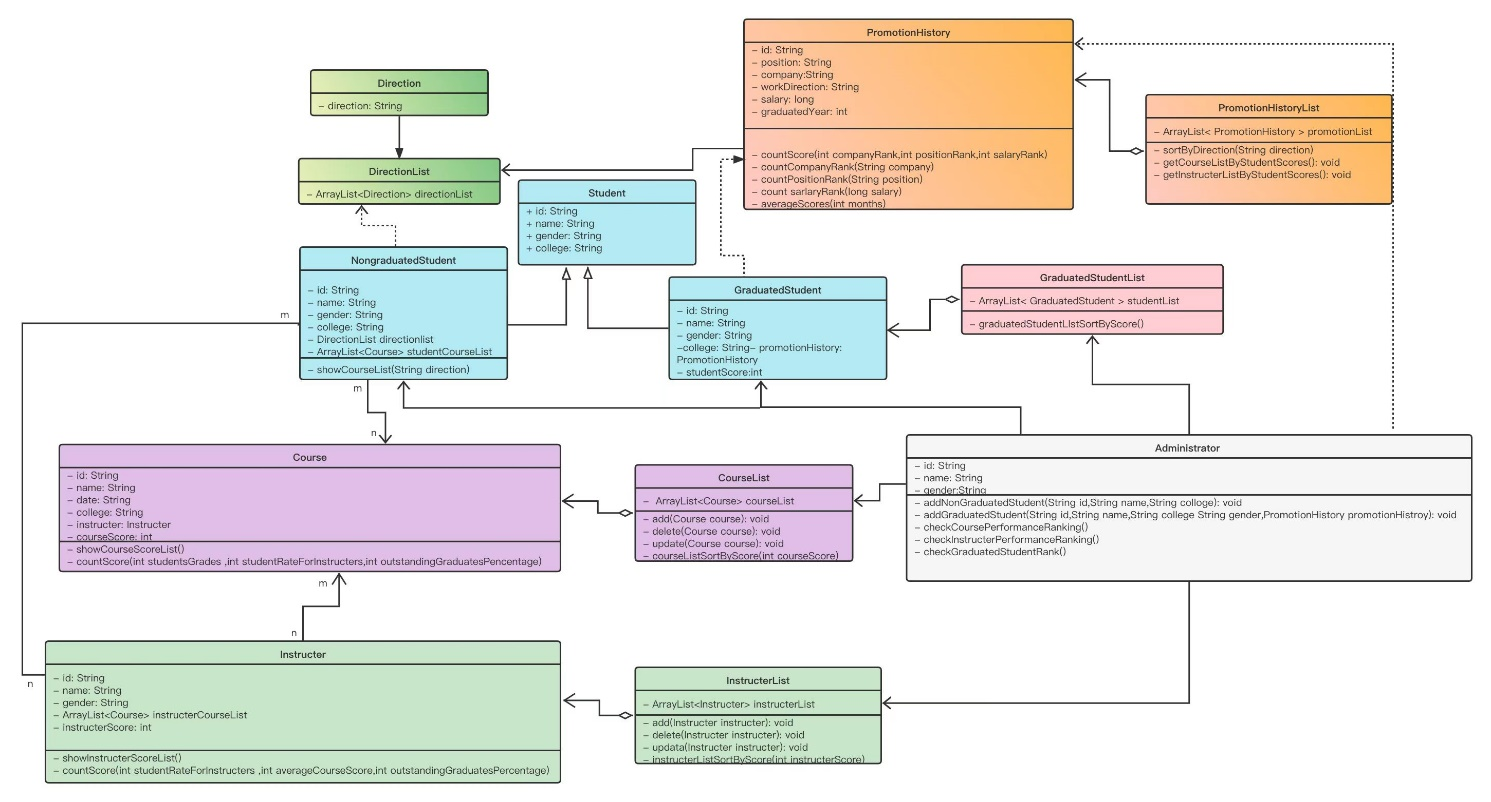 PromotionHistory
– id: String
– position: String
– company:String
– workDirection: String
– salary: long
– graduatedYear: int
– countScore(int companyRank,int positionRank,int salaryRank)
– countCompanyRank(String company)
– countPositionRank(String position)
– count sarlaryRank(long salary)
– averageScores(int months)
Direction
– direction: String
PromotionHistoryList
– ArrayList< PromotionHistory > promotionList
– sortByDirection(String direction)
– getCourseListByStudentScores(): void
– getInstructerListByStudentScores(): void
DirectionList
– ArrayList<Direction> directionList
Student
+ id: String
+ name: String
+ gender: String
+ college: String
NongraduatedStudent
– id: String
– name: String
– gender: String
– college: String
– DirectionList directionlist
– ArrayList<Course> studentCourseList
– showCourseList(String direction)
GraduatedStudent
– id: String
– name: String
– gender: String
–college: String– promotionHistory:
PromotionHistory
– studentScore:int
GraduatedStudentList
– ArrayList< GraduatedStudent > studentList
– graduatedStudentLIstSortByScore()
m
m
n
Course
– id: String
– name: String
– date: String
– college: String
– instructer: Instructer
– courseScore: int
– showCourseScoreList()
– countScore(int studentsGrades ,int studentRateForInstructers,int outstandingGraduatesPencentage)
CourseList
– ArrayList<Course> courseList
– add(Course course): void
– delete(Course course): void
– update(Course course): void
– courseListSortByScore(int courseScore)
Administrator
– id: String
– name: String
– gender:String
– addNonGraduatedStudent(String id,String name,String colloge): void
– addGraduatedStudent(String id,String name,String college String gender,PromotionHistory promotionHistroy): void
– checkCoursePerformanceRanking()
– checkInstructerPerformanceRanking()
– checkGraduatedStudentRank()
m
n
n
Instructer
– id: String
– name: String
– gender: String
– ArrayList<Course> instructerCourseList
– instructerScore: int
– showInstructerScoreList()
– countScore(int studentRateForInstructers ,int averageCourseScore,int outstandingGraduatesPercentage)
InstructerList
– ArrayList<Instructer> instructerList
– add(Instructer instructer): void
– delete(Instructer instructer): void
– updata(Instructer instructer): void
– instructerListSortByScore(int instructerScore)